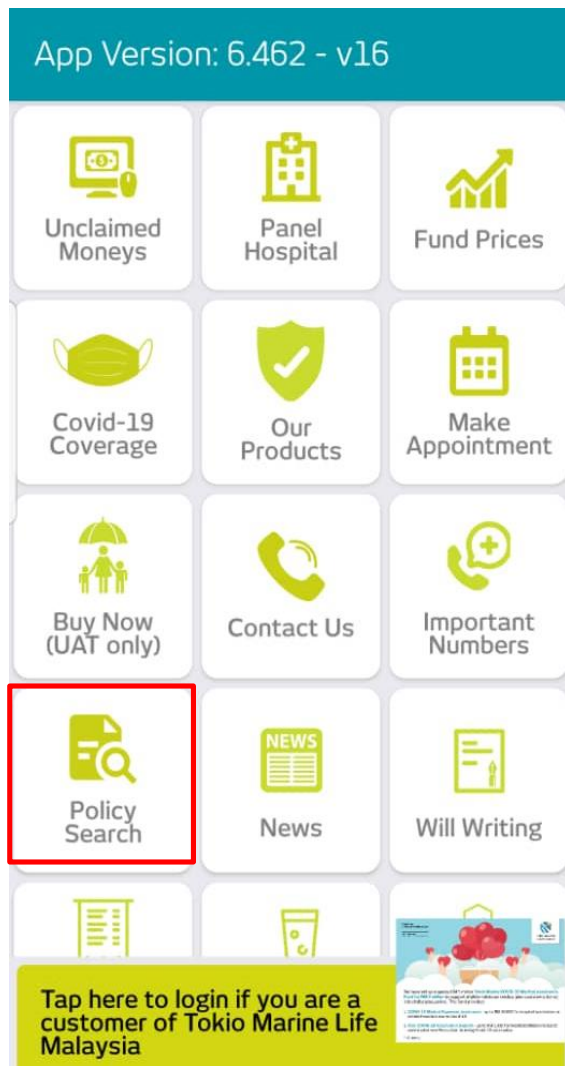 App Version: 6.462 - v16
Unclaimed
Moneys
Panel
Hospital
Fund Prices
Covid-19
Coverage
Our
Products
Make
Appointment
Buy Now
(UAT only)
Contact Us
Important
Numbers
Policy
Search
NEWS
News
Will Writing
Tap here to login if you are a
customer of Tokio Marine Life
Malaysia